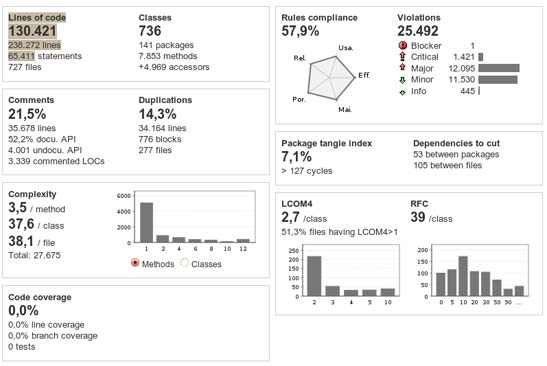 Lines of code
130.421
238.272 lines
65.411 statements
727 files
Classes
736
141 packages
7.853 methods
+4.969 accessors
Comments
21,5%
35.678 lines
52,2% docu. API
4.001 undocu. API
3.339 commented LOCs
Duplications
14,3%
34.164 lines
776 blocks
277 files
Complexity
3,5 / method
37,6 / class
38,1 / file
Total: 27.675
6000
4000
2000
0
1 2 4 6 8 10 12
Methods Classes
Code coverage
0,0%
0,0% line coverage
0,0% branch coverage
0 tests
Rules compliance
57,9%
Usa.
Rel.
Eff.
Por.
Mai.
Violations
25.492
Blocker 1
Critical 1.421
Major 12.095
Minor 11.530
Info 445
Package tangle index
7,1%
> 127 cycles
Dependencies to cut
53 between packages
105 between files
LCOM4
2,7 /class
51,3% files having LCOM4>1
250
200
150
100
50
0
2 3 4 5 10
RFC
39 /class
200
150
100
50
0
0 5 10 20 30 50 90 ...